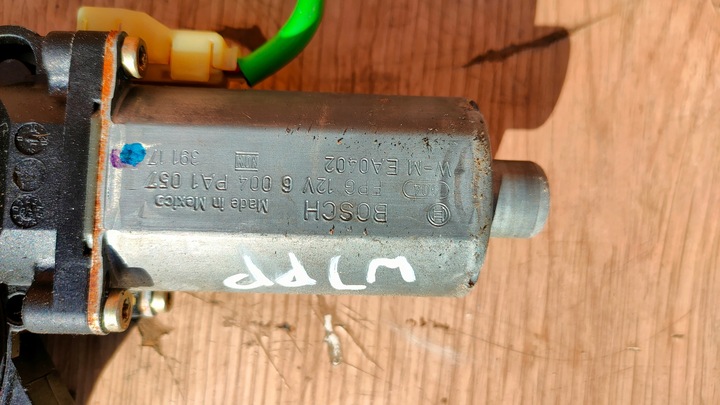 BOSCH
Made in Mexico
FPG 12V 6 004 PA1 057
W-M EA0402
391 17